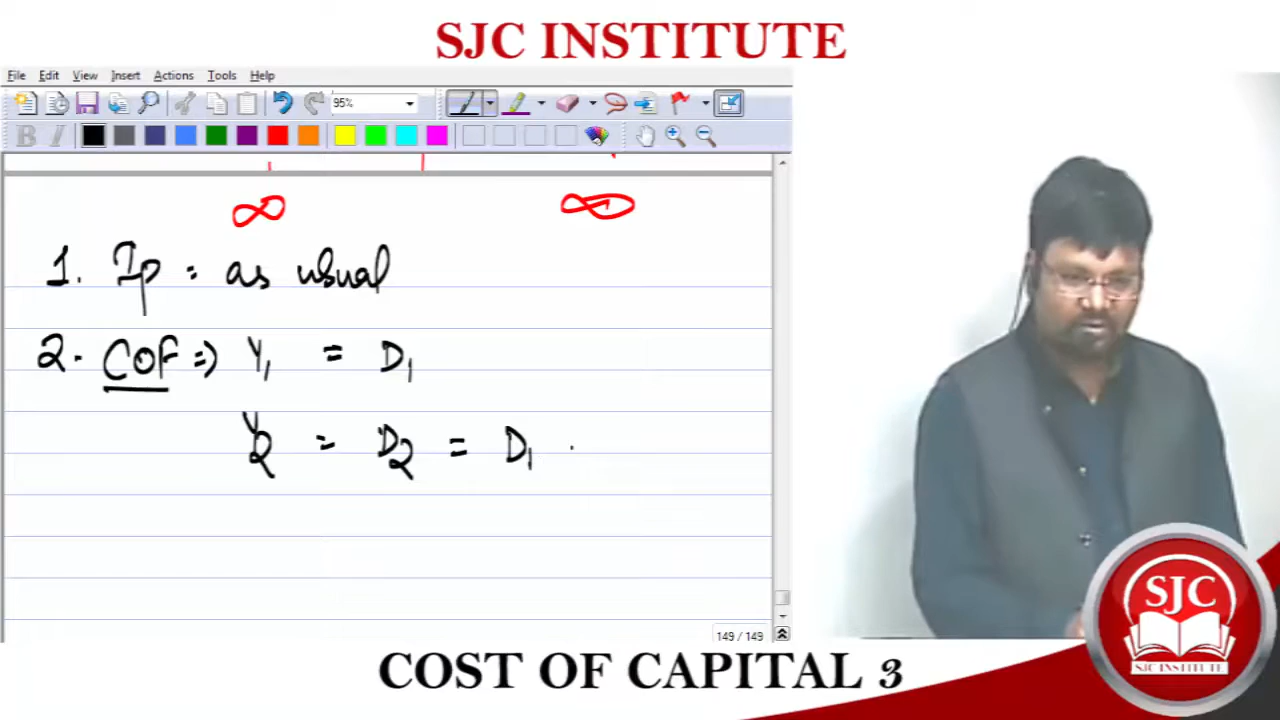 SJC INSTITUTE
File Edit View Insert Actions Tools Help
95%
B I
∞ ∞
1. Ip = as usual
2. COF => Y1 = D1
Y2 = D2 = D1
149 / 149
SJC
SJC INSTITUTE
COST OF CAPITAL 3